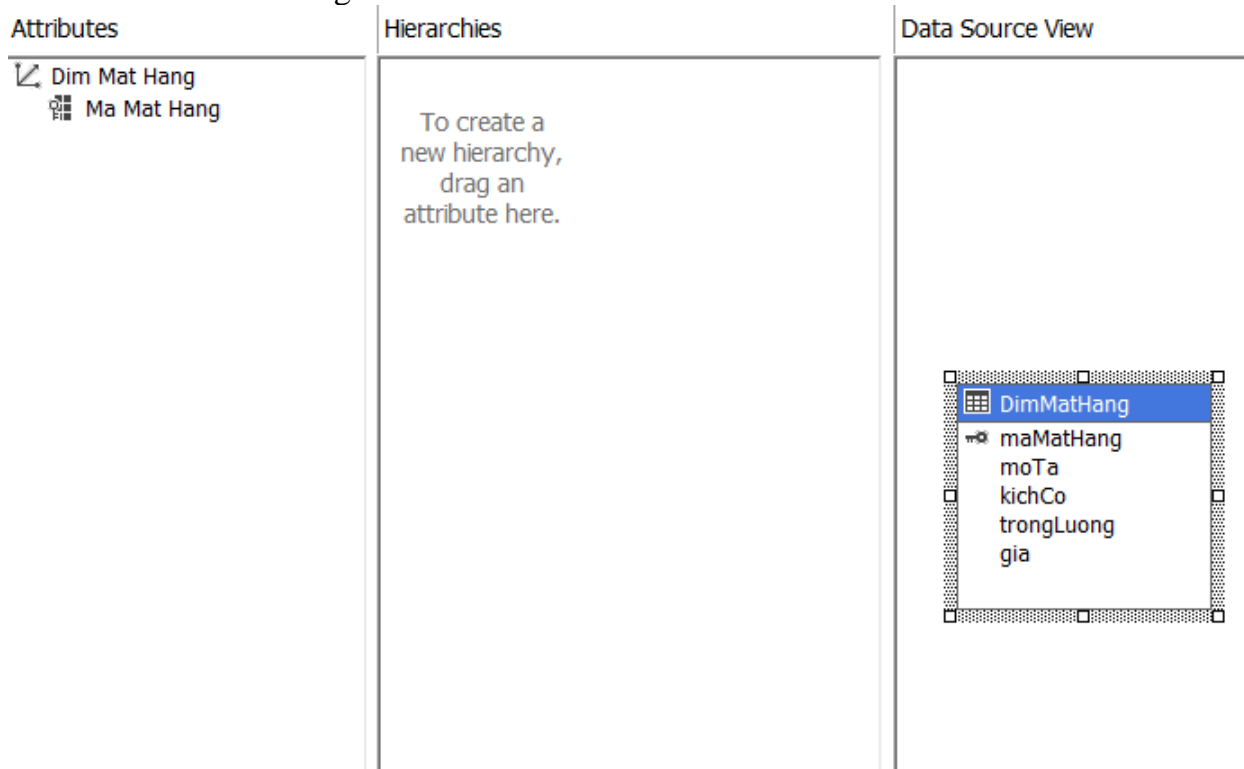 Attributes
Hierarchies
Data Source View
Dim Mat Hang
Ma Mat Hang
To create a
new hierarchy,
drag an
attribute here.
DimMatHang
maMatHang
moTa
kichCo
trongLuong
gia